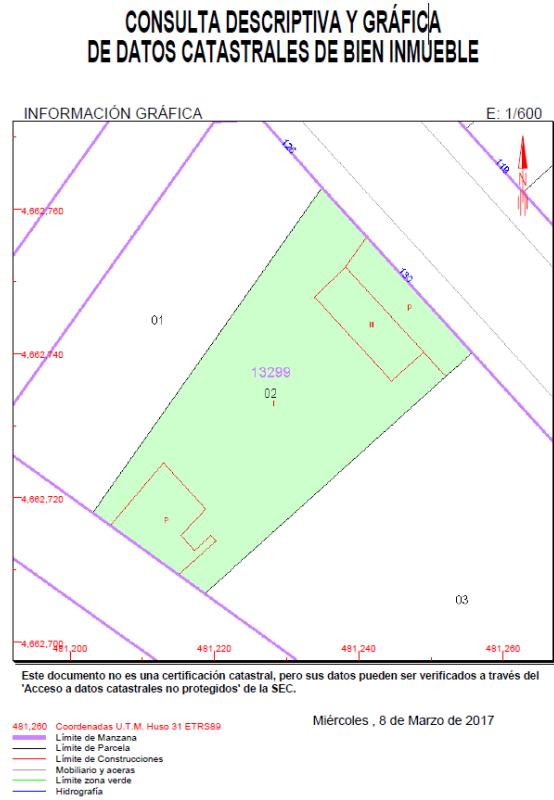 CONSULTA DESCRIPTIVA Y GRÁFICA
DE DATOS CATASTRALES DE BIEN INMUEBLE
INFORMACIÓN GRÁFICA
E: 1/600
126
119
N
4,662,760
130
P
01
II
4,662,740
13299
02
I
4,662,720
P
03
4,662,700
481,200
481,220
481,240
481,260
Este documento no es una certificación catastral, pero sus datos pueden ser verificados a través del
'Acceso a datos catastrales no protegidos' de la SEC.
Miércoles , 8 de Marzo de 2017
481,260 Coordenadas U.T.M. Huso 31 ETRS89
Límite de Manzana
Límite de Parcela
Límite de Construcciones
Mobiliario y aceras
Límite zona verde
Hidrografía